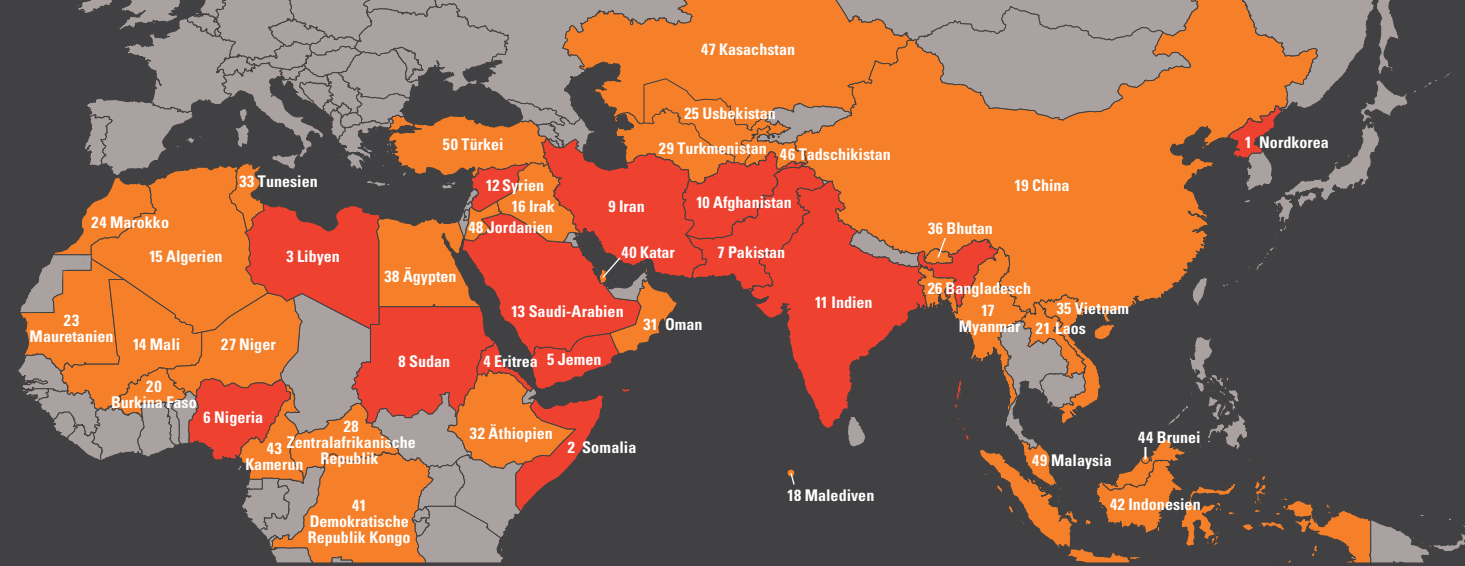 47 Kasachstan
25 Usbekistan
50 Türkei
1 Nordkorea
29 Turkmenistan
46 Tadschikistan
33 Tunesien
12 Syrien
19 China
10 Afghanistan
16 Irak
9 Iran
24 Marokko
48 Jordanien
36 Bhutan
40 Katar
7 Pakistan
15 Algerien
3 Libyen
38 Ägypten
26 Bangladesch
11 Indien
13 Saudi-Arabien
35 Vietnam
17
Myanmar
23
Mauretanien
31 Oman
21 Laos
14 Mali
27 Niger
8 Sudan
4 Eritrea
5 Jemen
20
Burkina Faso
6 Nigeria
28
Zentralafrikanische
Republik
32 Äthiopien
44 Brunei
43
Kamerun
2 Somalia
49 Malaysia
18 Malediven
41
Demokratische
Republik Kongo
42 Indonesien